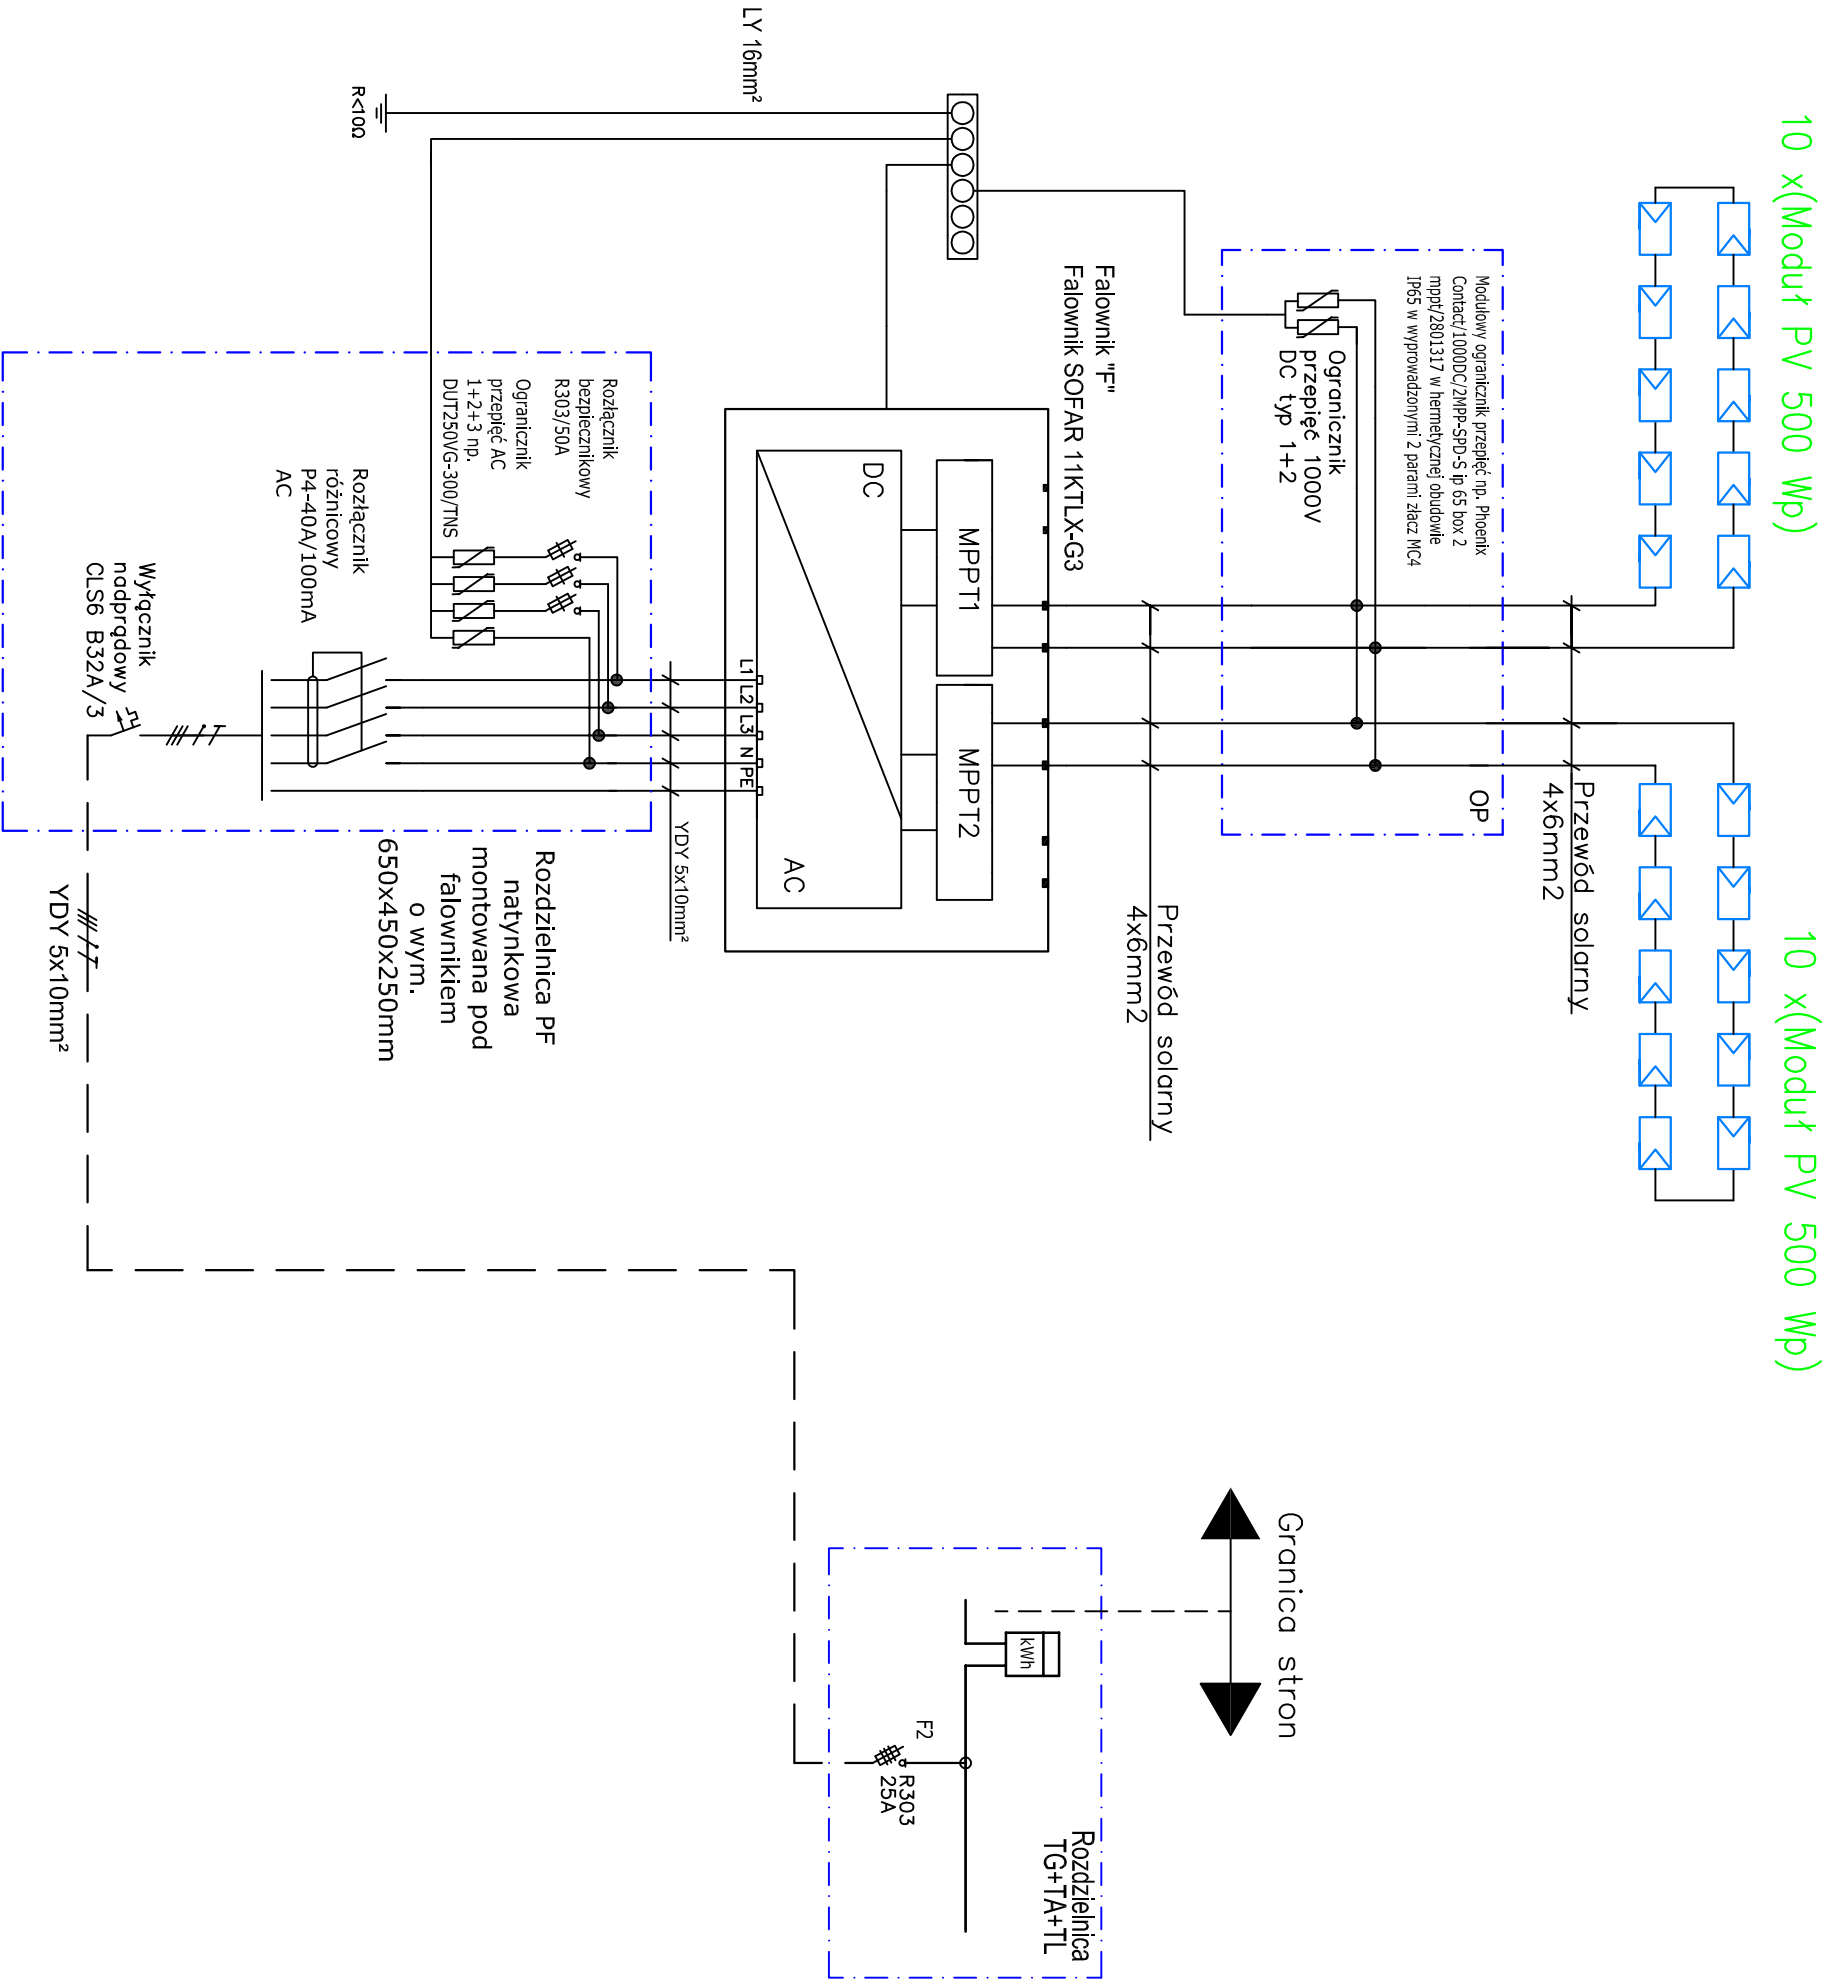 10 x(Moduł PV 500 Wp)
10 x(Moduł PV 500 Wp)
Przewód solarny
4x6mm2
Modułowy ogranicznik przepięć np. Phoenix
Contact/1000DC/2MPP-SPD-S ip 65 box 2
mppt/2801317 w hermetycznej obudowie
IP65 w wyprowadzonymi 2 parami złacz MC4
OP
Ogranicznik
przepięć 1000V
DC typ 1+2
Granica stron
Przewód solarny
4x6mm2
Falownik "F"
Falownik SOFAR 11KTLX-G3
MPPT1
MPPT2
DC
AC
L1
L2
L3
N
PE
LY 16mm²
R<10Ω
YDY 5x10mm²
Rozłącznik
bezpiecznikowy
R303/50A
Ogranicznik
przepięć AC
1+2+3 np.
DUT250VG-300/TNS
Rozłącznik
różnicowy
P4-40A/100mA
AC
Wyłącznik
nadprądowy
CLS6 B32A/3
Rozdzielnica PF
natynkowa
montowana pod
falownikiem
o wym.
650x450x250mm
YDY 5x10mm²
Rozdzielnica
TG+TA+TL
kWh
F2
R303
25A